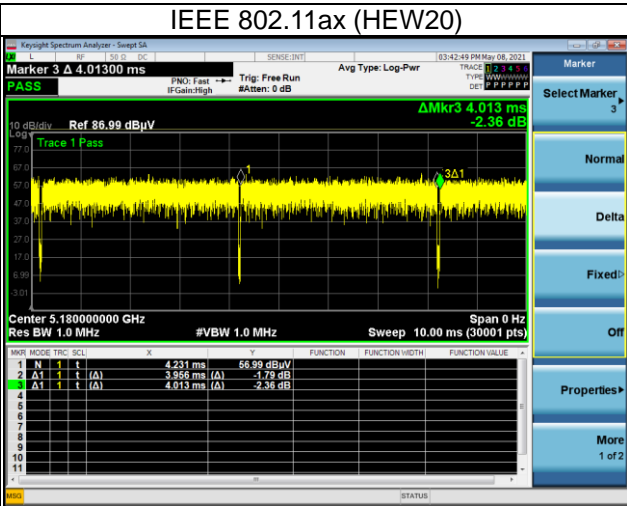 IEEE 802.11ax (HEW20)
Keysight Spectrum Analyzer - Swept SA
L RF 50 Ω DC SENSE:INT 03:42:49 PM May 08, 2021
Marker 3 Δ 4.01300 ms
PASS
PNO: Fast
IFGain:High
Trig: Free Run
#Atten: 0 dB
Avg Type: Log-Pwr
TRACE 1 2 3 4 5 6
TYPE WWWWWW
DET P P P P P P
ΔMkr3 4.013 ms
-2.36 dB
10 dB/div Ref 86.99 dBµV
Log
Trace 1 Pass
77.0
67.0
57.0
47.0
37.0
27.0
17.0
6.99
-3.01
1
3Δ1
Center 5.180000000 GHz Span 0 Hz
Res BW 1.0 MHz #VBW 1.0 MHz Sweep 10.00 ms (30001 pts)
MKR MODE TRC SCL X Y FUNCTION FUNCTION WIDTH FUNCTION VALUE
1 N 1 t 4.231 ms 56.99 dBµV
2 Δ1 1 t (Δ) 3.956 ms (Δ) -1.79 dB
3 Δ1 1 t (Δ) 4.013 ms (Δ) -2.36 dB
4
5
6
7
8
9
10
11
MSG STATUS
Marker
Select Marker
3
Normal
Delta
Fixed
Off
Properties
More
1 of 2